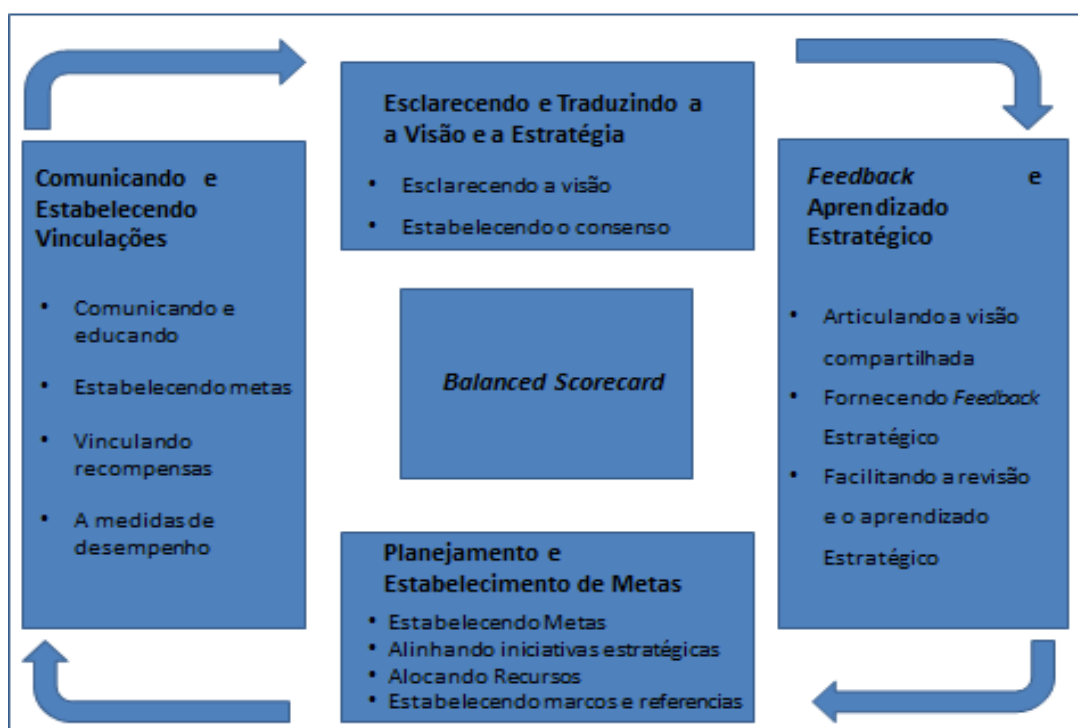 Esclarecendo e Traduzindo a
a Visão e a Estratégia
• Esclarecendo a visão
• Estabelecendo o consenso
Comunicando e
Estabelecendo
Vinculações
• Comunicando e
educando
• Estabelecendo metas
• Vinculando
recompensas
• A medidas de
desempenho
Balanced Scorecard
Feedback e
Aprendizado
Estratégico
• Articulando a visão
compartilhada
• Fornecendo Feedback
Estratégico
• Facilitando a revisão
e o aprendizado
Estratégico
Planejamento e
Estabelecimento de Metas
• Estabelecendo Metas
• Alinhando iniciativas estratégicas
• Alocando Recursos
• Estabelecendo marcos e referencias